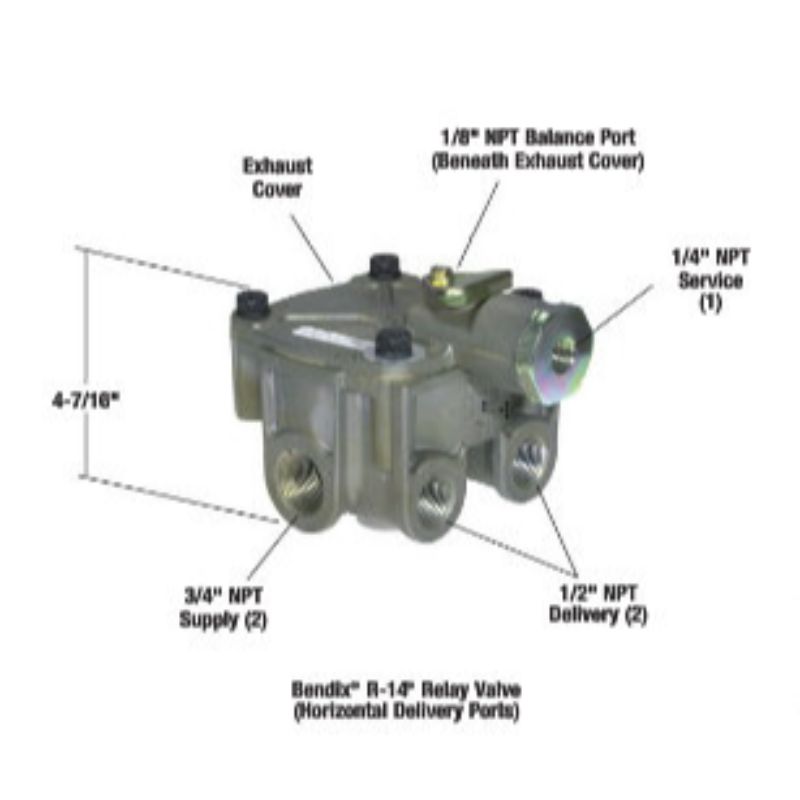 1/8" NPT Balance Port
(Beneath Exhaust Cover)
Exhaust
Cover
1/4" NPT
Service
(1)
4-7/16"
3/4" NPT
Supply (2)
1/2" NPT
Delivery (2)
Bendix® R-14® Relay Valve
(Horizontal Delivery Ports)